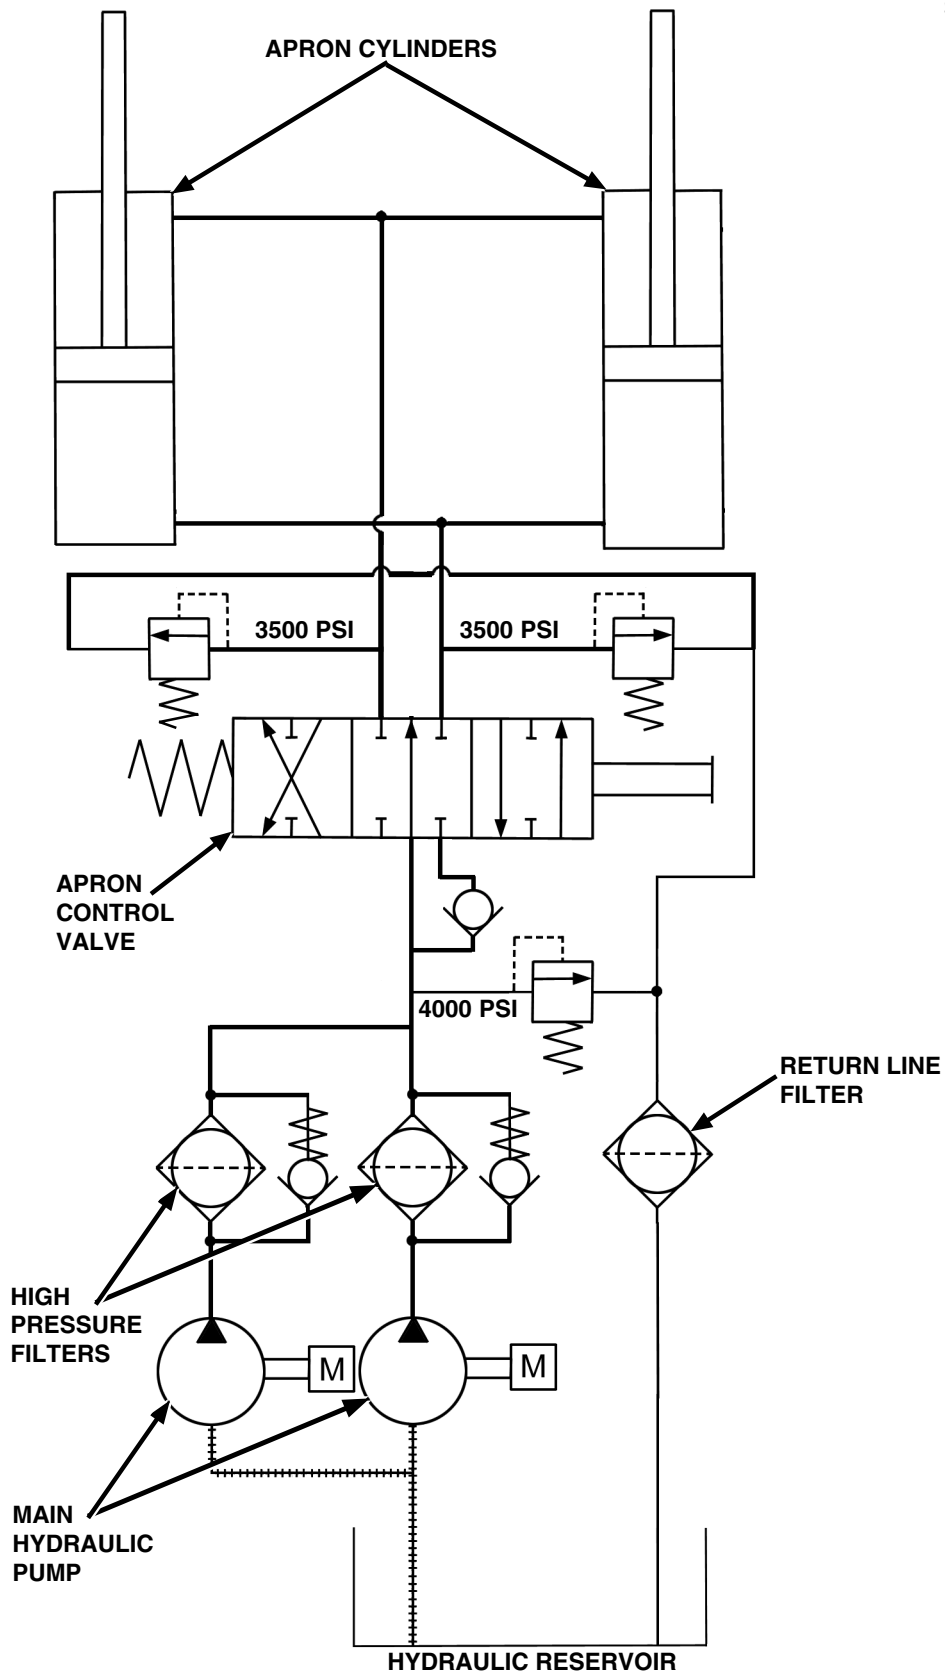 APRON CYLINDERS
3500 PSI
3500 PSI
APRON
CONTROL
VALVE
4000 PSI
RETURN LINE
FILTER
HIGH
PRESSURE
FILTERS
M
M
MAIN
HYDRAULIC
PUMP
HYDRAULIC RESERVOIR